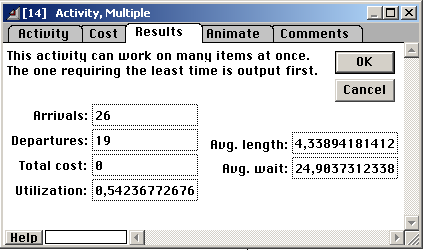 [14] Activity, Multiple
Activity Cost Results Animate Comments
This activity can work on many items at once.
The one requiring the least time is output first.
OK
Cancel
Arrivals: 26
Departures: 19
Avg. length: 4,33894181412
Total cost: 0
Avg. wait: 24,9037312338
Utilization: 0,54236772676
Help